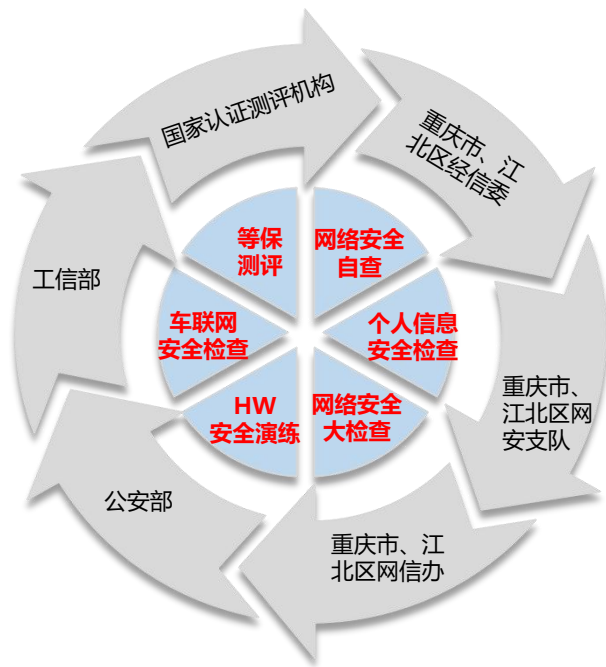 国家认证测评机构
重庆市、江
北区经信委
重庆市、
江北区网
安支队
重庆市、江
北区网信办
公安部
工信部
等保
测评
网络安全
自查
个人信息
安全检查
网络安全
大检查
HW
安全演练
车联网
安全检查